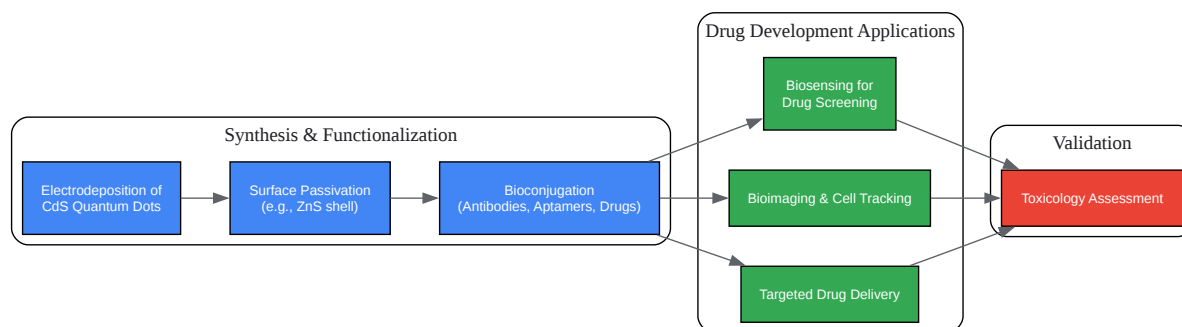 Synthesis & Functionalization
Electrodeposition of
CdS Quantum Dots
Surface Passivation
(e.g., ZnS shell)
Bioconjugation
(Antibodies, Aptamers, Drugs)
Drug Development Applications
Biosensing for
Drug Screening
Bioimaging & Cell Tracking
Targeted Drug Delivery
Validation
Toxicology Assessment